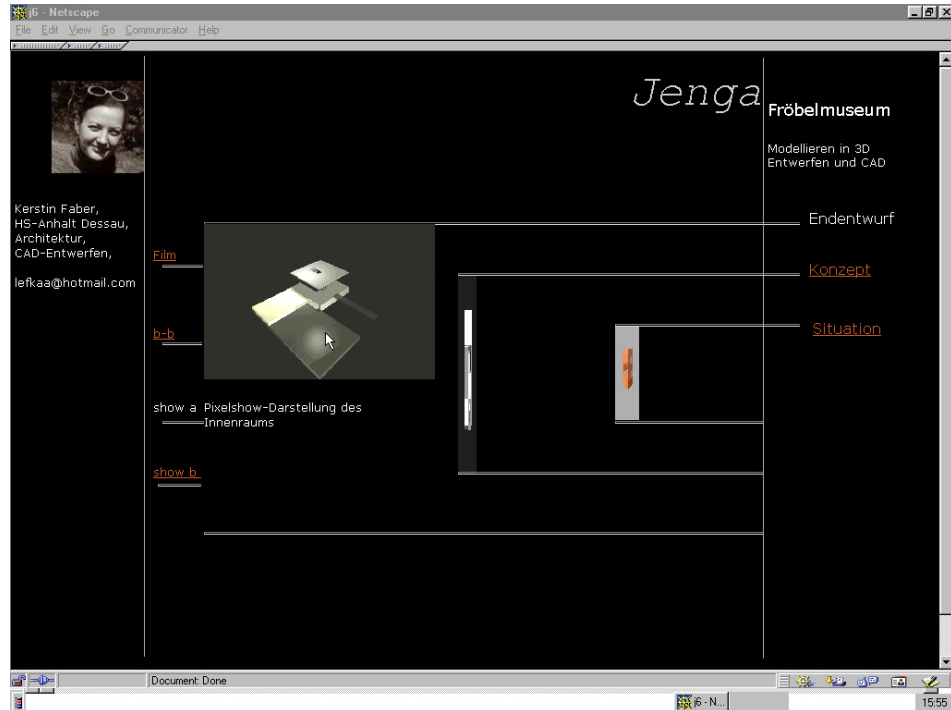 j6 - Netscape
File Edit View Go Communicator Help
Jenga
Fröbelmuseum
Modellieren in 3D
Entwerfen und CAD
Kerstin Faber,
HS-Anhalt Dessau,
Architektur,
CAD-Entwerfen,
lefkaa@hotmail.com
Endentwurf
Film
Konzept
b-b
Situation
show a Pixelshow-Darstellung des
Innenraums
show b
Document: Done
j6 - N...
15:55